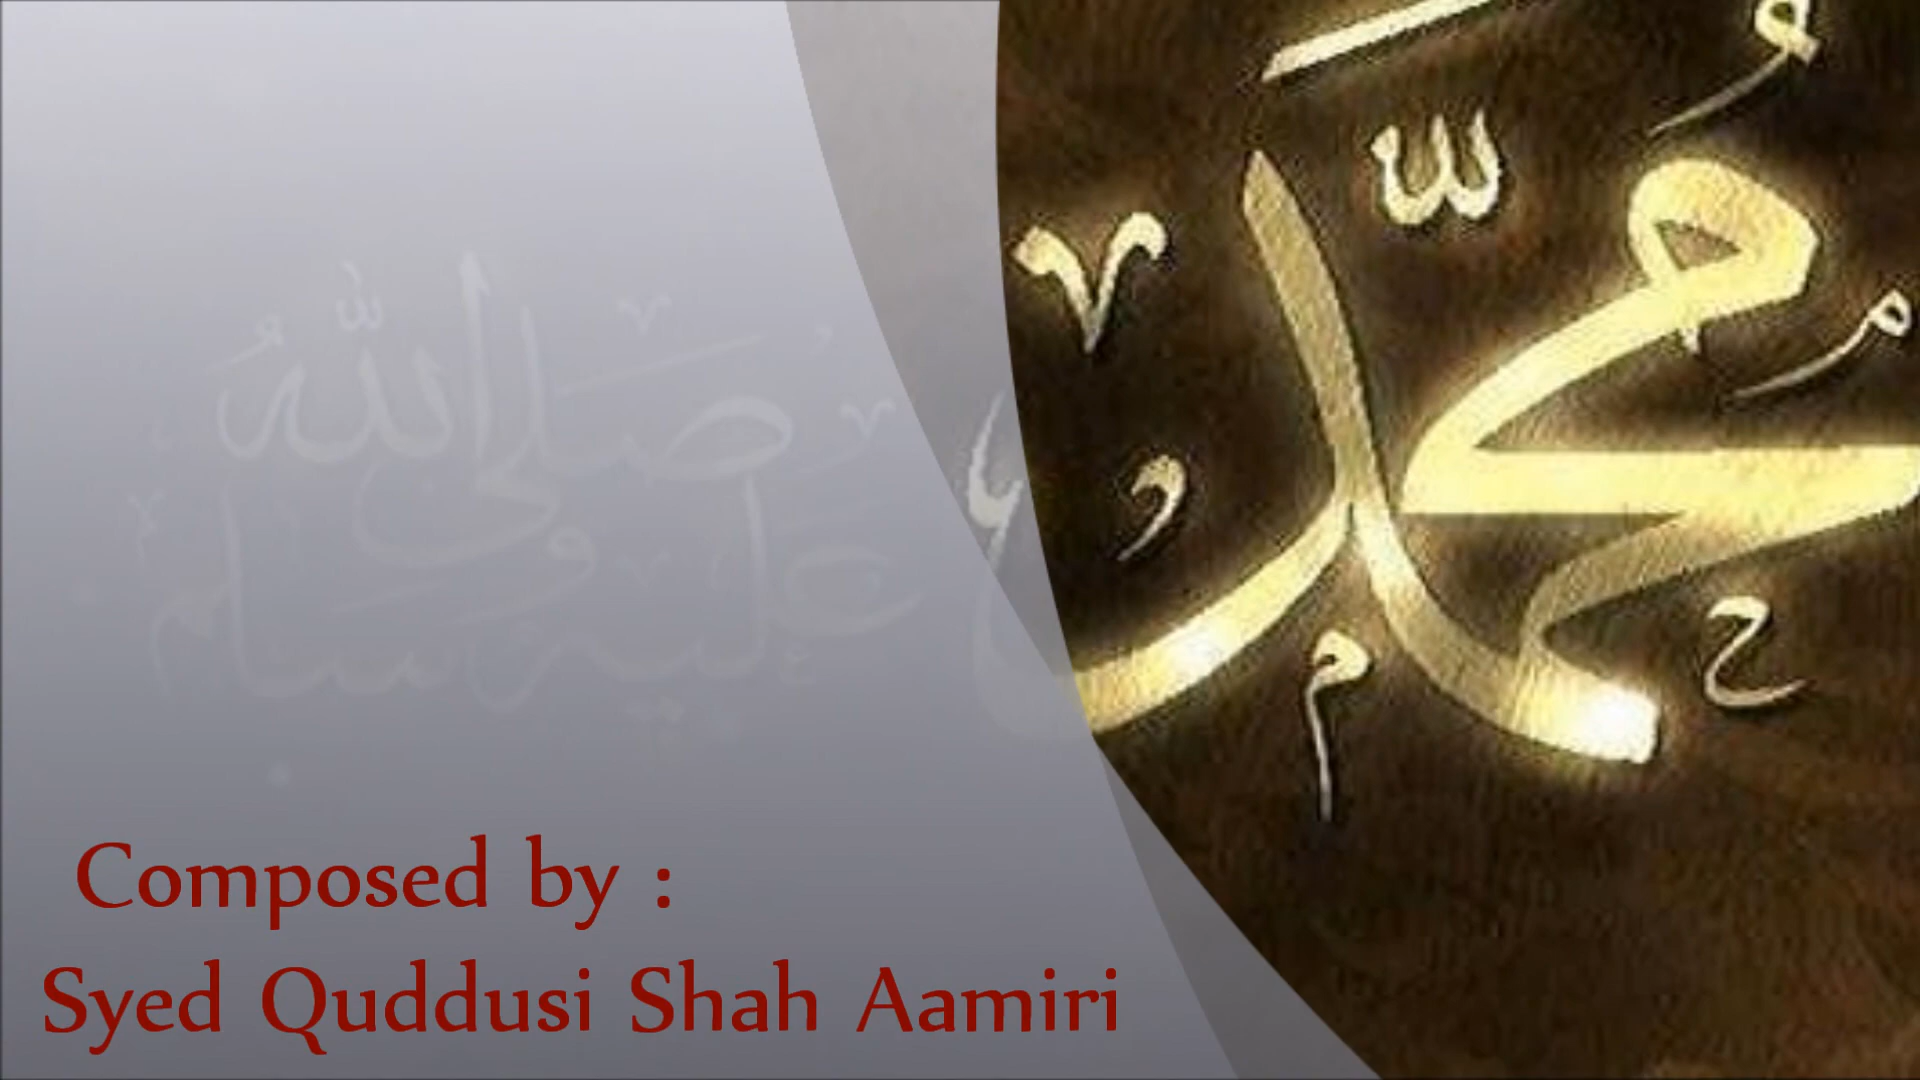 محمد
صلى الله
عليه وسلم
Composed by :
Syed Quddusi Shah Aamiri